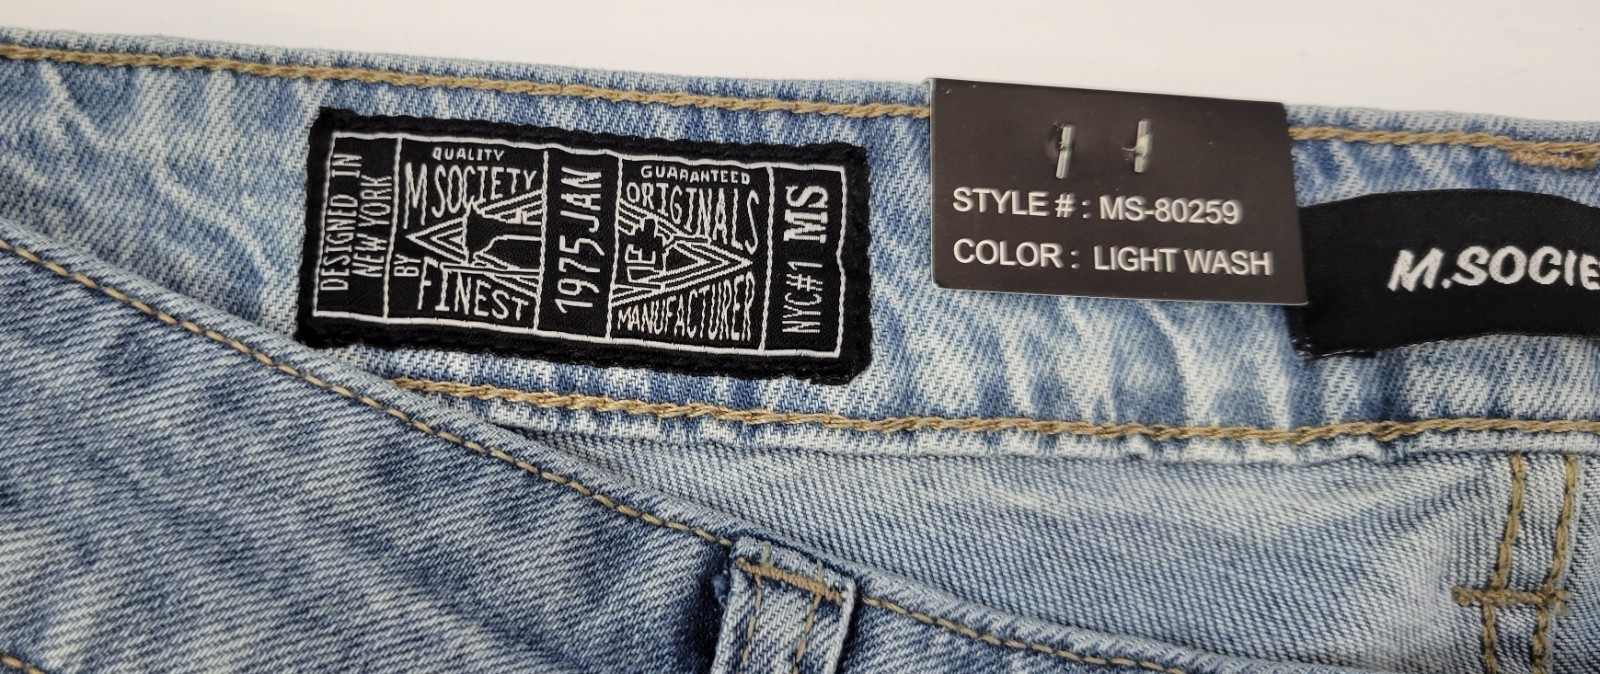 DESIGNED IN
NEW YORK
QUALITY
M SOCIETY
BY
FINEST
1975 JAN
GUARANTEED
ORIGINALS
MANUFACTURER
NYC#1 MS
STYLE # : MS-80259
COLOR : LIGHT WASH
M.SOCIE